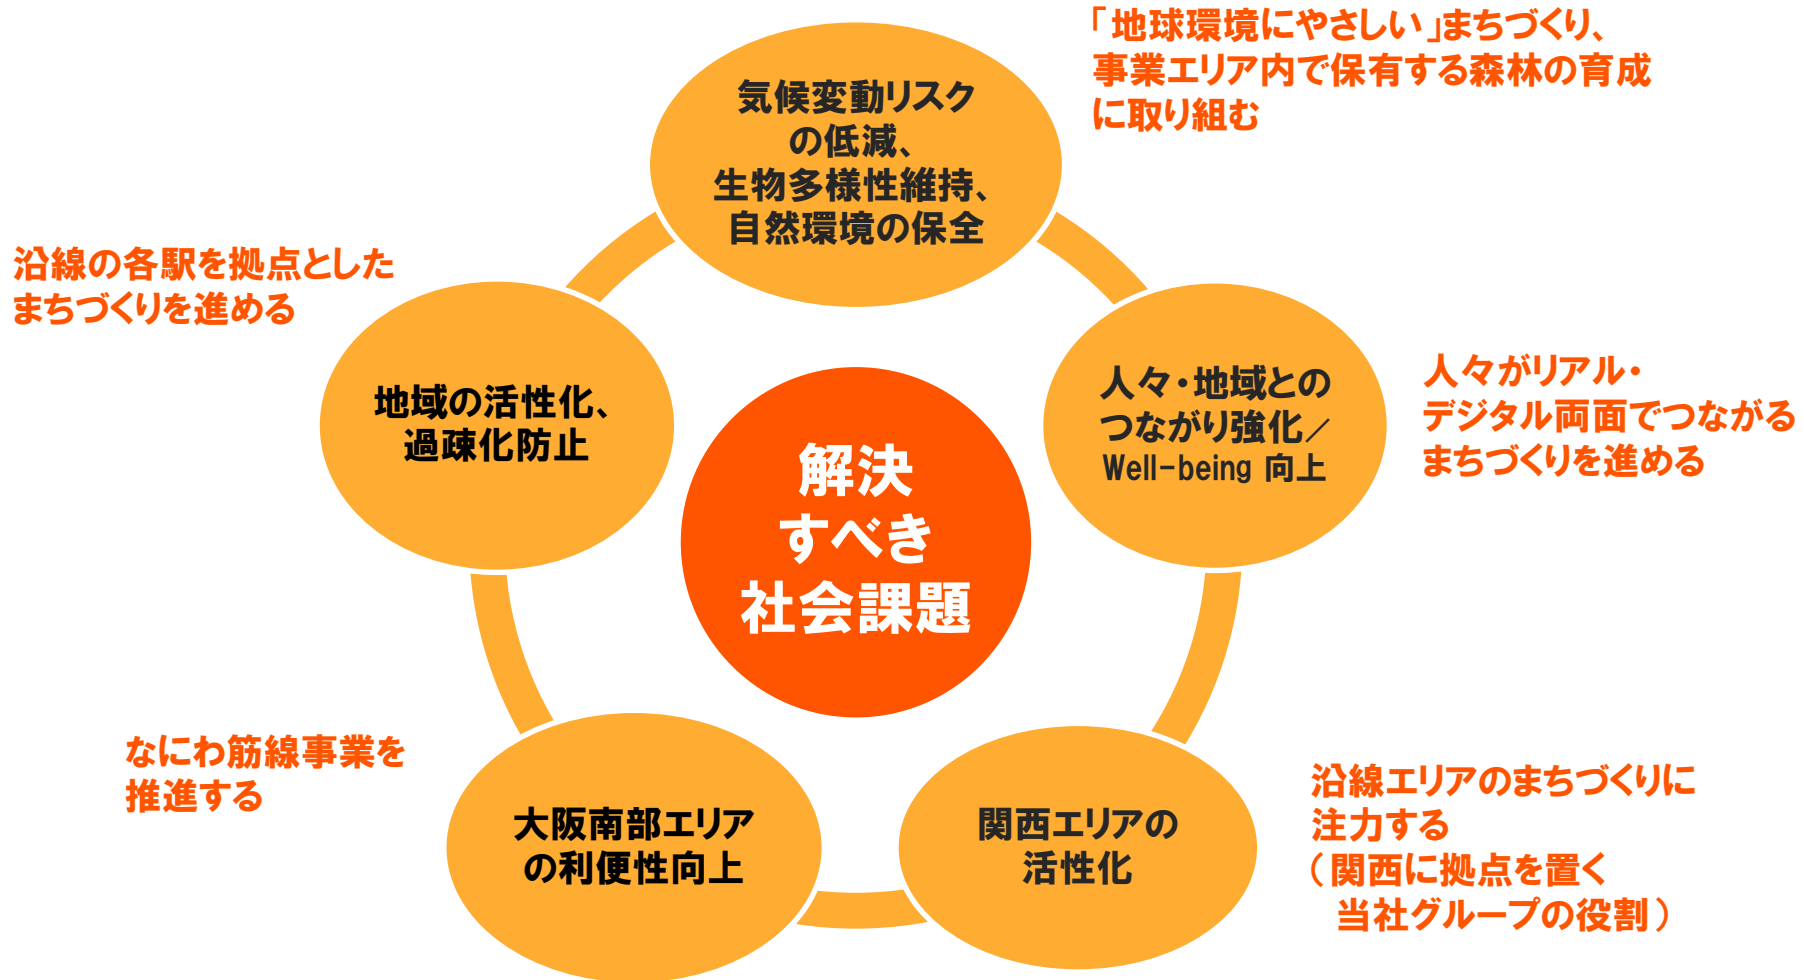 「地球環境にやさしい」まちづくり、
事業エリア内で保有する森林の育成
に取り組む
気候変動リスク
の低減、
生物多様性維持、
自然環境の保全
沿線の各駅を拠点とした
まちづくりを進める
地域の活性化、
過疎化防止
人々・地域との
つながり強化／
Well-being 向上
人々がリアル・
デジタル両面でつながる
まちづくりを進める
解決
すべき
社会課題
なにわ筋線事業を
推進する
大阪南部エリア
の利便性向上
関西エリアの
活性化
沿線エリアのまちづくりに
注力する
（関西に拠点を置く
当社グループの役割）